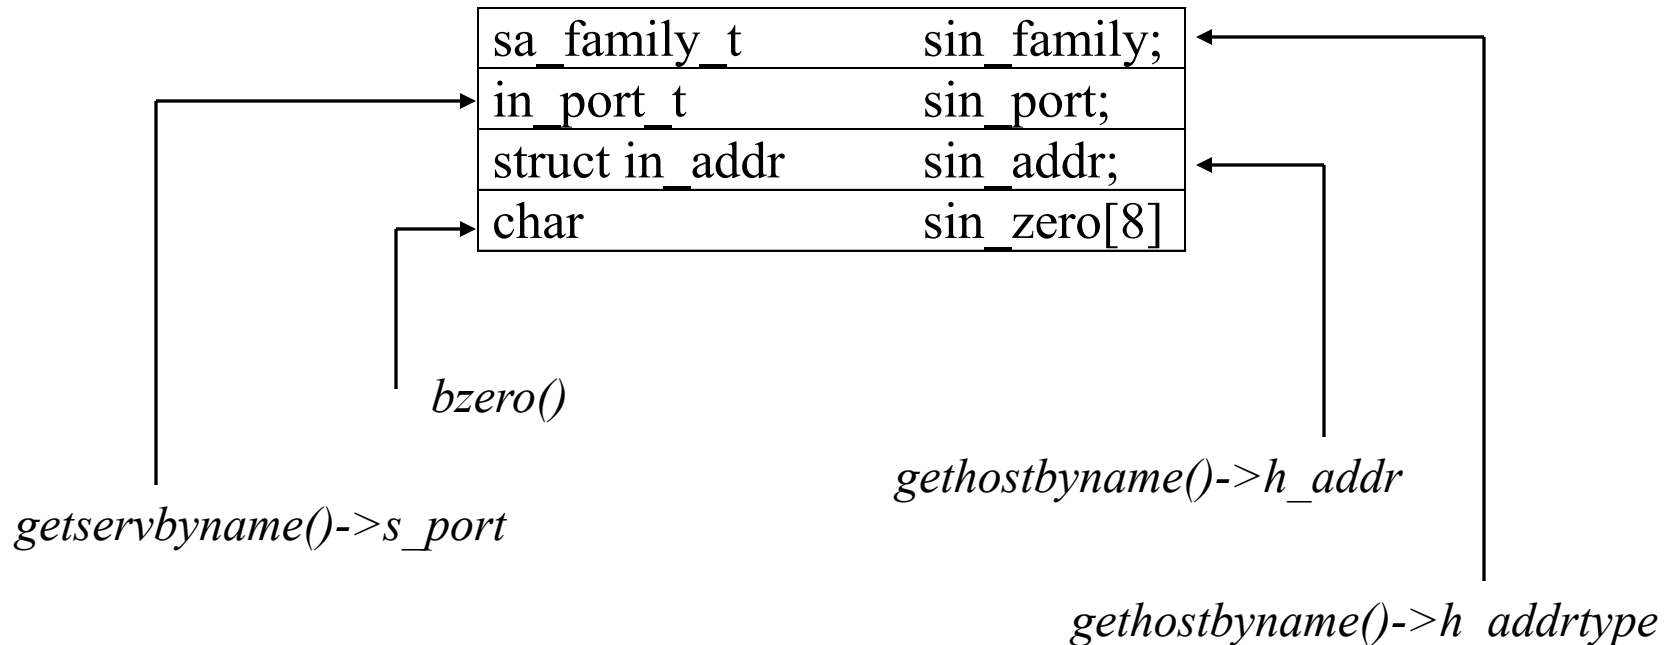 sa_family_t sin_family;
in_port_t sin_port;
struct in_addr sin_addr;
char sin_zero[8]
bzero()
gethostbyname()->h_addr
getservbyname()->s_port
gethostbyname()->h_addrtype